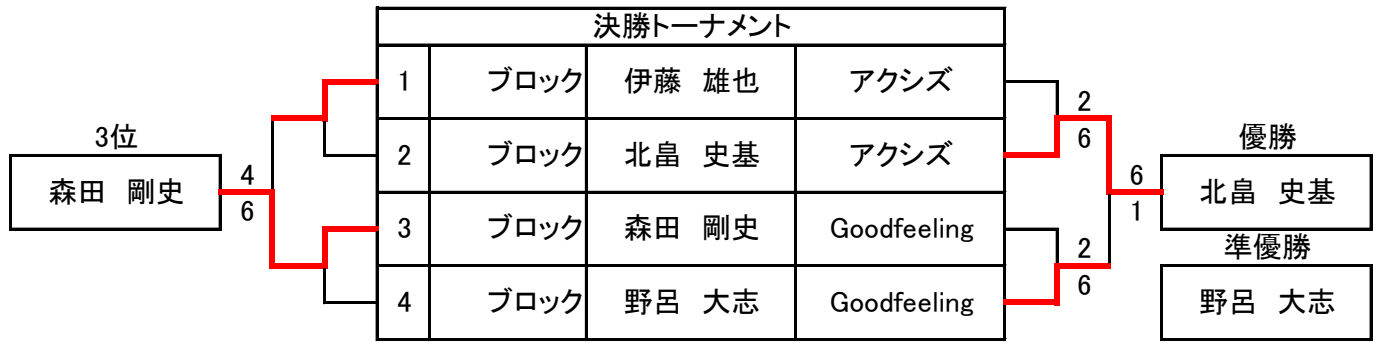 決勝トーナメント
1 ブロック 伊藤 雄也 アクシズ
2
6
3位
優勝
2 ブロック 北畠 史基 アクシズ
森田 剛史
4
6
6
1
北畠 史基
3 ブロック 森田 剛史 Goodfeeling
準優勝
2
6
4 ブロック 野呂 大志 Goodfeeling
野呂 大志